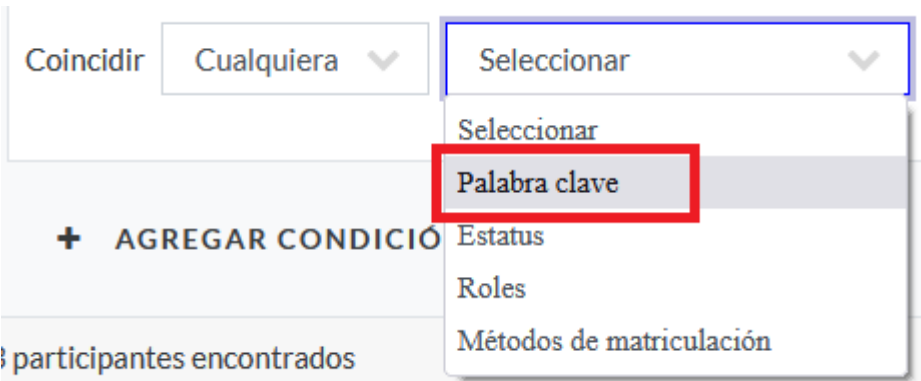 Coincidir Cualquiera Seleccionar
Seleccionar
Palabra clave
+ AGREGAR CONDICIÓ Estatus
Roles
Métodos de matriculación
participantes encontrados